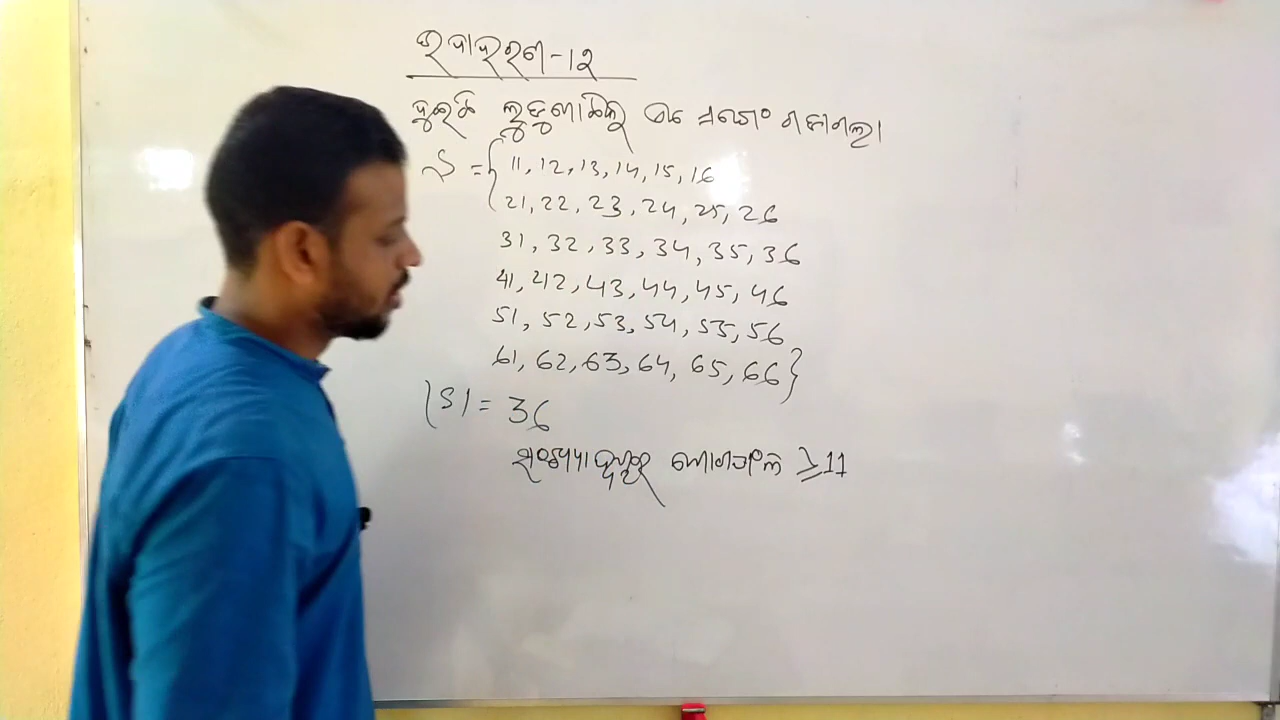 ଉଦାହରଣ-୧୨
ଦୁଇଟି ଲୁଡୁଗୋଟିକୁ ଏକ ସଙ୍ଗେ ଗଡାଗଲା
S = { 11, 12, 13, 14, 15, 16
21, 22, 23, 24, 25, 26
31, 32, 33, 34, 35, 36
41, 42, 43, 44, 45, 46
51, 52, 53, 54, 55, 56
61, 62, 63, 64, 65, 66 }
|S| = 36
ସଂଖ୍ୟାଦ୍ୱୟର ଯୋଗଫଳ ≥ 11